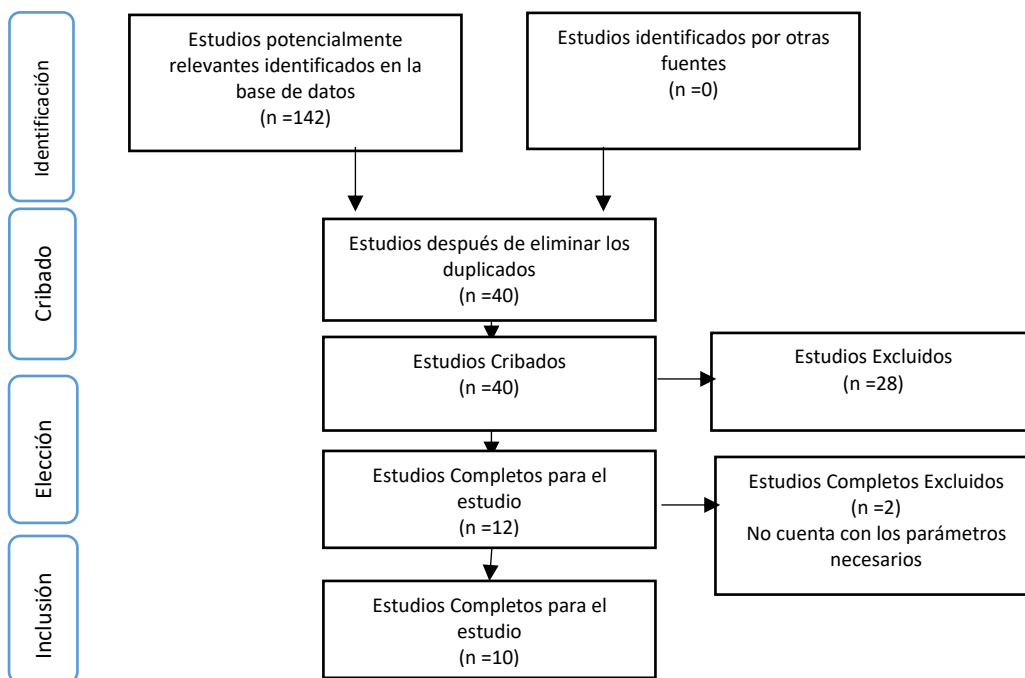 Identificación
Estudios potencialmente
relevantes identificados en la
base de datos
(n =142)
Estudios identificados por otras
fuentes
(n =0)
Cribado
Estudios después de eliminar los
duplicados
(n =40)
Estudios Cribados
(n =40)
Estudios Excluidos
(n =28)
Elección
Estudios Completos para el
estudio
(n =12)
Estudios Completos Excluidos
(n =2)
No cuenta con los parámetros
necesarios
Inclusión
Estudios Completos para el
estudio
(n =10)